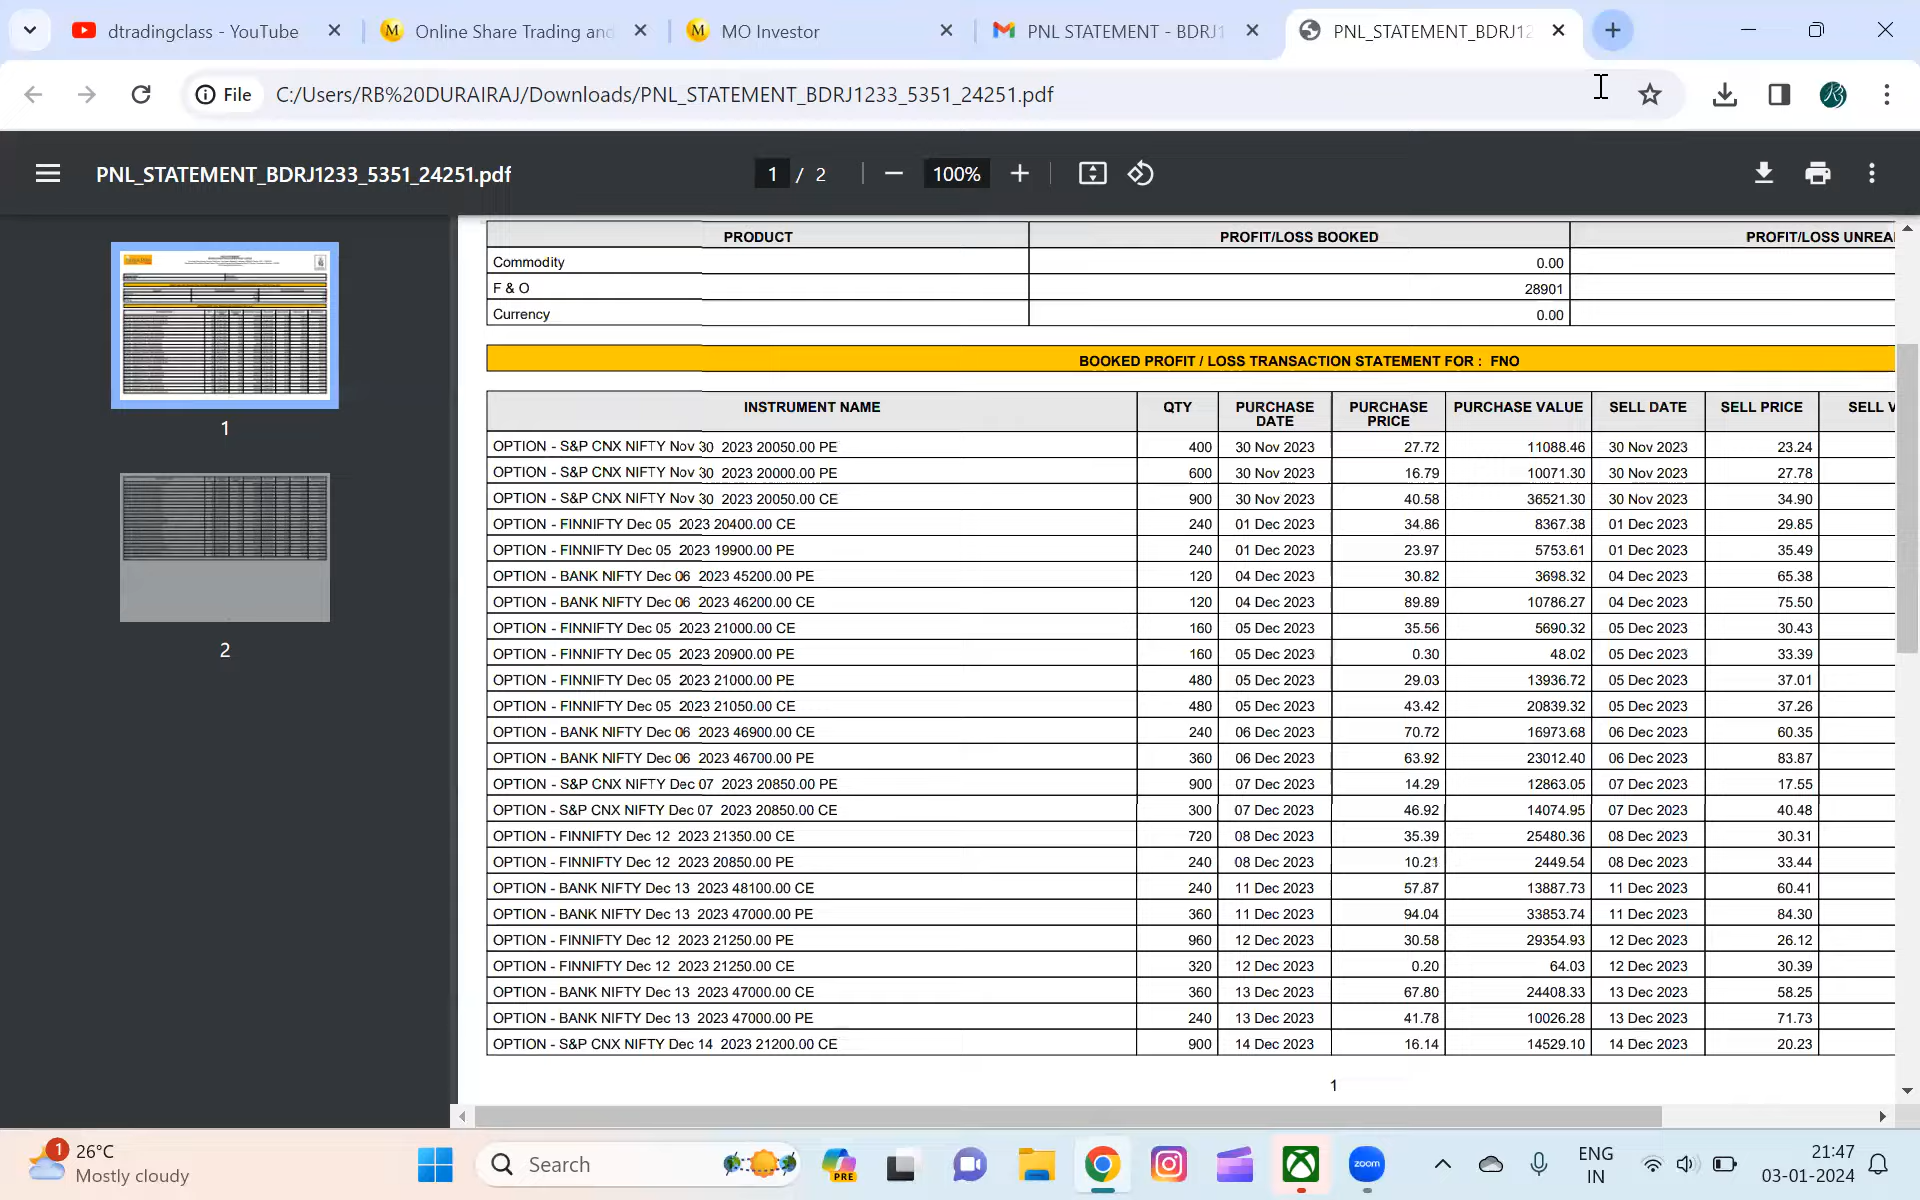 dtradingclass - YouTube
Online Share Trading and
MO Investor
PNL STATEMENT - BDRJ1
PNL_STATEMENT_BDRJ12
File
C:/Users/RB%20DURAIRAJ/Downloads/PNL_STATEMENT_BDRJ1233_5351_24251.pdf
PNL_STATEMENT_BDRJ1233_5351_24251.pdf
1 / 2
100%
1
2
PRODUCT PROFIT/LOSS BOOKED PROFIT/LOSS UNREA
Commodity 0.00
F & O 28901
Currency 0.00
BOOKED PROFIT / LOSS TRANSACTION STATEMENT FOR : FNO
INSTRUMENT NAME QTY PURCHASE DATE PURCHASE PRICE PURCHASE VALUE SELL DATE SELL PRICE SELL V
OPTION - S&P CNX NIFTY Nov 30 2023 20050.00 PE 400 30 Nov 2023 27.72 11088.46 30 Nov 2023 23.24
OPTION - S&P CNX NIFTY Nov 30 2023 20000.00 PE 600 30 Nov 2023 16.79 10071.30 30 Nov 2023 27.78
OPTION - S&P CNX NIFTY Nov 30 2023 20050.00 CE 900 30 Nov 2023 40.58 36521.30 30 Nov 2023 34.90
OPTION - FINNIFTY Dec 05 2023 20400.00 CE 240 01 Dec 2023 34.86 8367.38 01 Dec 2023 29.85
OPTION - FINNIFTY Dec 05 2023 19900.00 PE 240 01 Dec 2023 23.97 5753.61 01 Dec 2023 35.49
OPTION - BANK NIFTY Dec 06 2023 45200.00 PE 120 04 Dec 2023 30.82 3698.32 04 Dec 2023 65.38
OPTION - BANK NIFTY Dec 06 2023 46200.00 CE 120 04 Dec 2023 89.89 10786.27 04 Dec 2023 75.50
OPTION - FINNIFTY Dec 05 2023 21000.00 CE 160 05 Dec 2023 35.56 5690.32 05 Dec 2023 30.43
OPTION - FINNIFTY Dec 05 2023 20900.00 PE 160 05 Dec 2023 0.30 48.02 05 Dec 2023 33.39
OPTION - FINNIFTY Dec 05 2023 21000.00 PE 480 05 Dec 2023 29.03 13936.72 05 Dec 2023 37.01
OPTION - FINNIFTY Dec 05 2023 21050.00 CE 480 05 Dec 2023 43.42 20839.32 05 Dec 2023 37.26
OPTION - BANK NIFTY Dec 06 2023 46900.00 CE 240 06 Dec 2023 70.72 16973.68 06 Dec 2023 60.35
OPTION - BANK NIFTY Dec 06 2023 46700.00 PE 360 06 Dec 2023 63.92 23012.40 06 Dec 2023 83.87
OPTION - S&P CNX NIFTY Dec 07 2023 20850.00 PE 900 07 Dec 2023 14.29 12863.05 07 Dec 2023 17.55
OPTION - S&P CNX NIFTY Dec 07 2023 20850.00 CE 300 07 Dec 2023 46.92 14074.95 07 Dec 2023 40.48
OPTION - FINNIFTY Dec 12 2023 21350.00 CE 720 08 Dec 2023 35.39 25480.36 08 Dec 2023 30.31
OPTION - FINNIFTY Dec 12 2023 20850.00 PE 240 08 Dec 2023 10.21 2449.54 08 Dec 2023 33.44
OPTION - BANK NIFTY Dec 13 2023 48100.00 CE 240 11 Dec 2023 57.87 13887.73 11 Dec 2023 60.41
OPTION - BANK NIFTY Dec 13 2023 47000.00 PE 360 11 Dec 2023 94.04 33853.74 11 Dec 2023 84.30
OPTION - FINNIFTY Dec 12 2023 21250.00 PE 960 12 Dec 2023 30.58 29354.93 12 Dec 2023 26.12
OPTION - FINNIFTY Dec 12 2023 21250.00 CE 320 12 Dec 2023 0.20 64.03 12 Dec 2023 30.39
OPTION - BANK NIFTY Dec 13 2023 47000.00 CE 360 13 Dec 2023 67.80 24408.33 13 Dec 2023 58.25
OPTION - BANK NIFTY Dec 13 2023 47000.00 PE 240 13 Dec 2023 41.78 10026.28 13 Dec 2023 71.73
OPTION - S&P CNX NIFTY Dec 14 2023 21200.00 CE 900 14 Dec 2023 16.14 14529.10 14 Dec 2023 20.23
1
1
26°C
Mostly cloudy
Search
PRE
zoom
ENG
IN
21:47
03-01-2024